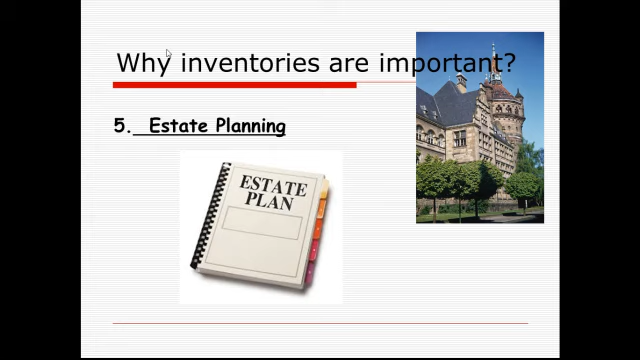 Why inventories are important?
5. Estate Planning
ESTATE
PLAN